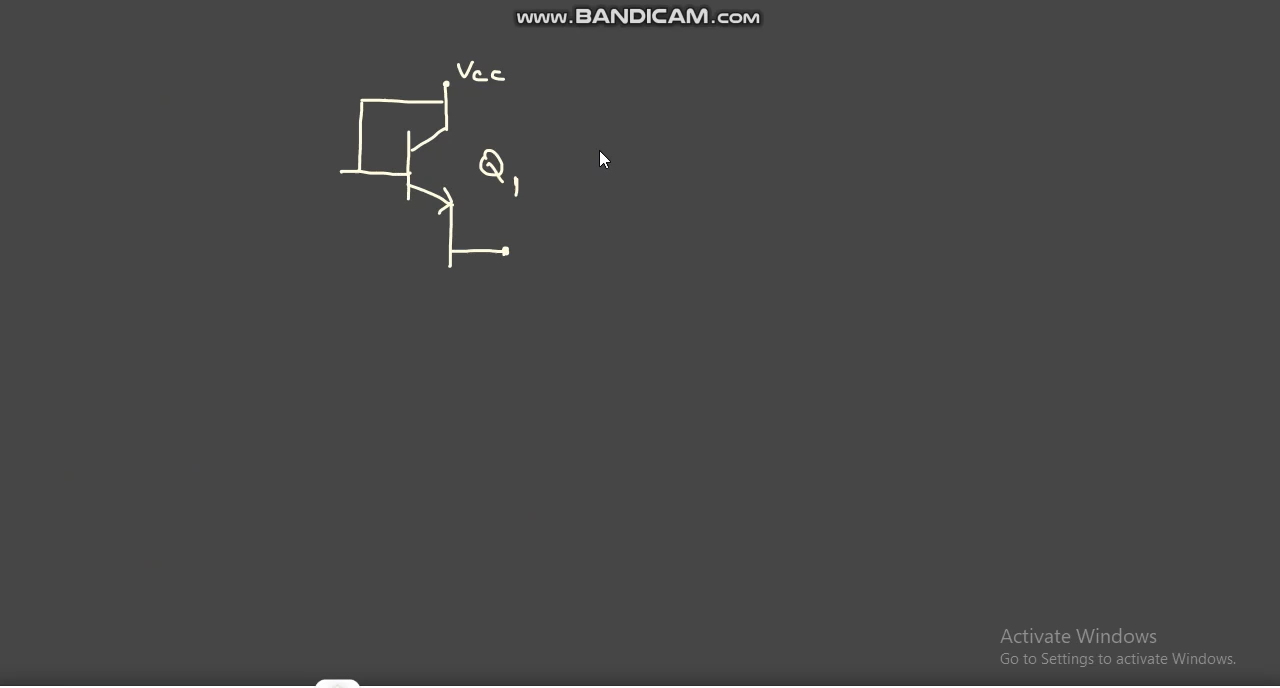 www.BANDICAM.com
Vcc
Q1
Activate Windows
Go to Settings to activate Windows.